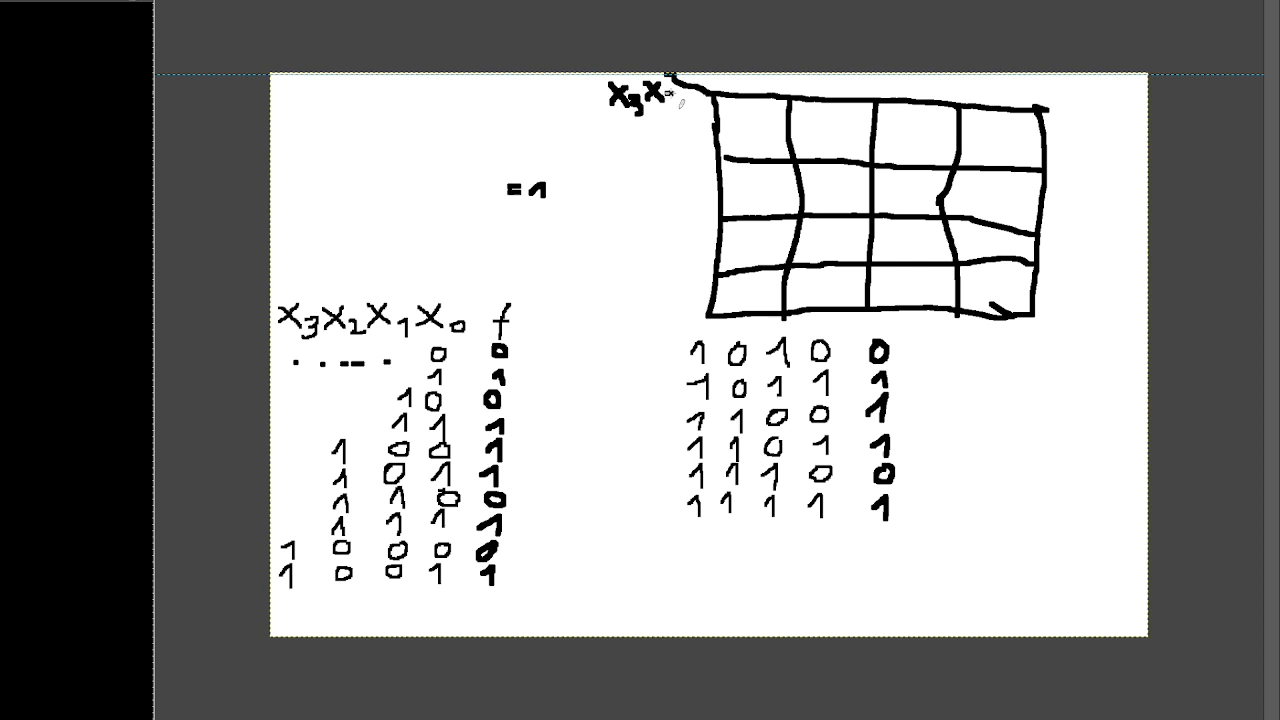 X₃X
=1
X₃X₂X₁X₀ f
. . -- . 0 0
1 1
1 0 0
1 1 1
1 0 0 1
1 0 1 1
1 1 0 0
1 1 1 1
1 0 0 0 0
1 0 0 1 1
1 0 1 0 0
1 0 1 1 1
1 1 0 0 1
1 1 0 1 1
1 1 1 0 0
1 1 1 1 1